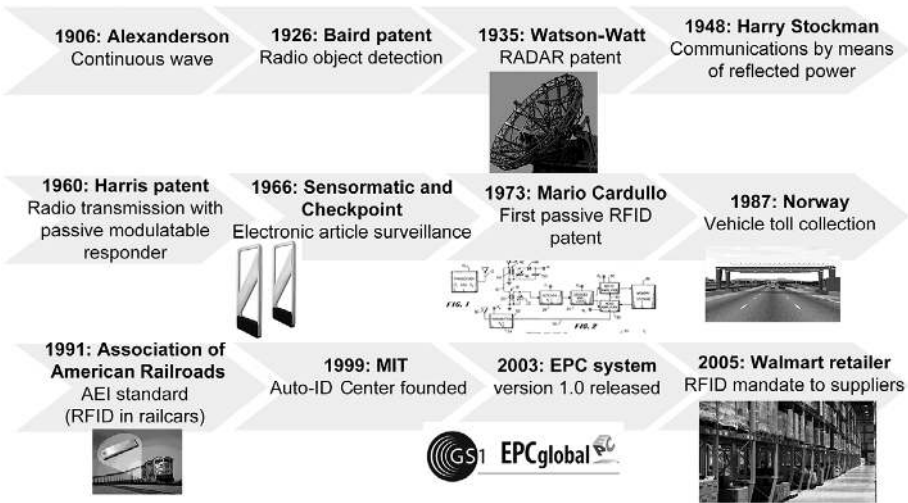 1906: Alexanderson
Continuous wave
1926: Baird patent
Radio object detection
1935: Watson-Watt
RADAR patent
1948: Harry Stockman
Communications by means
of reflected power
1960: Harris patent
Radio transmission with
passive modulatable
responder
1966: Sensormatic and
Checkpoint
Electronic article surveillance
1973: Mario Cardullo
First passive RFID
patent
FIG. 1
FIG. 2
1987: Norway
Vehicle toll collection
1991: Association of
American Railroads
AEI standard
(RFID in railcars)
1999: MIT
Auto-ID Center founded
2003: EPC system
version 1.0 released
GS1 EPCglobal
2005: Walmart retailer
RFID mandate to suppliers